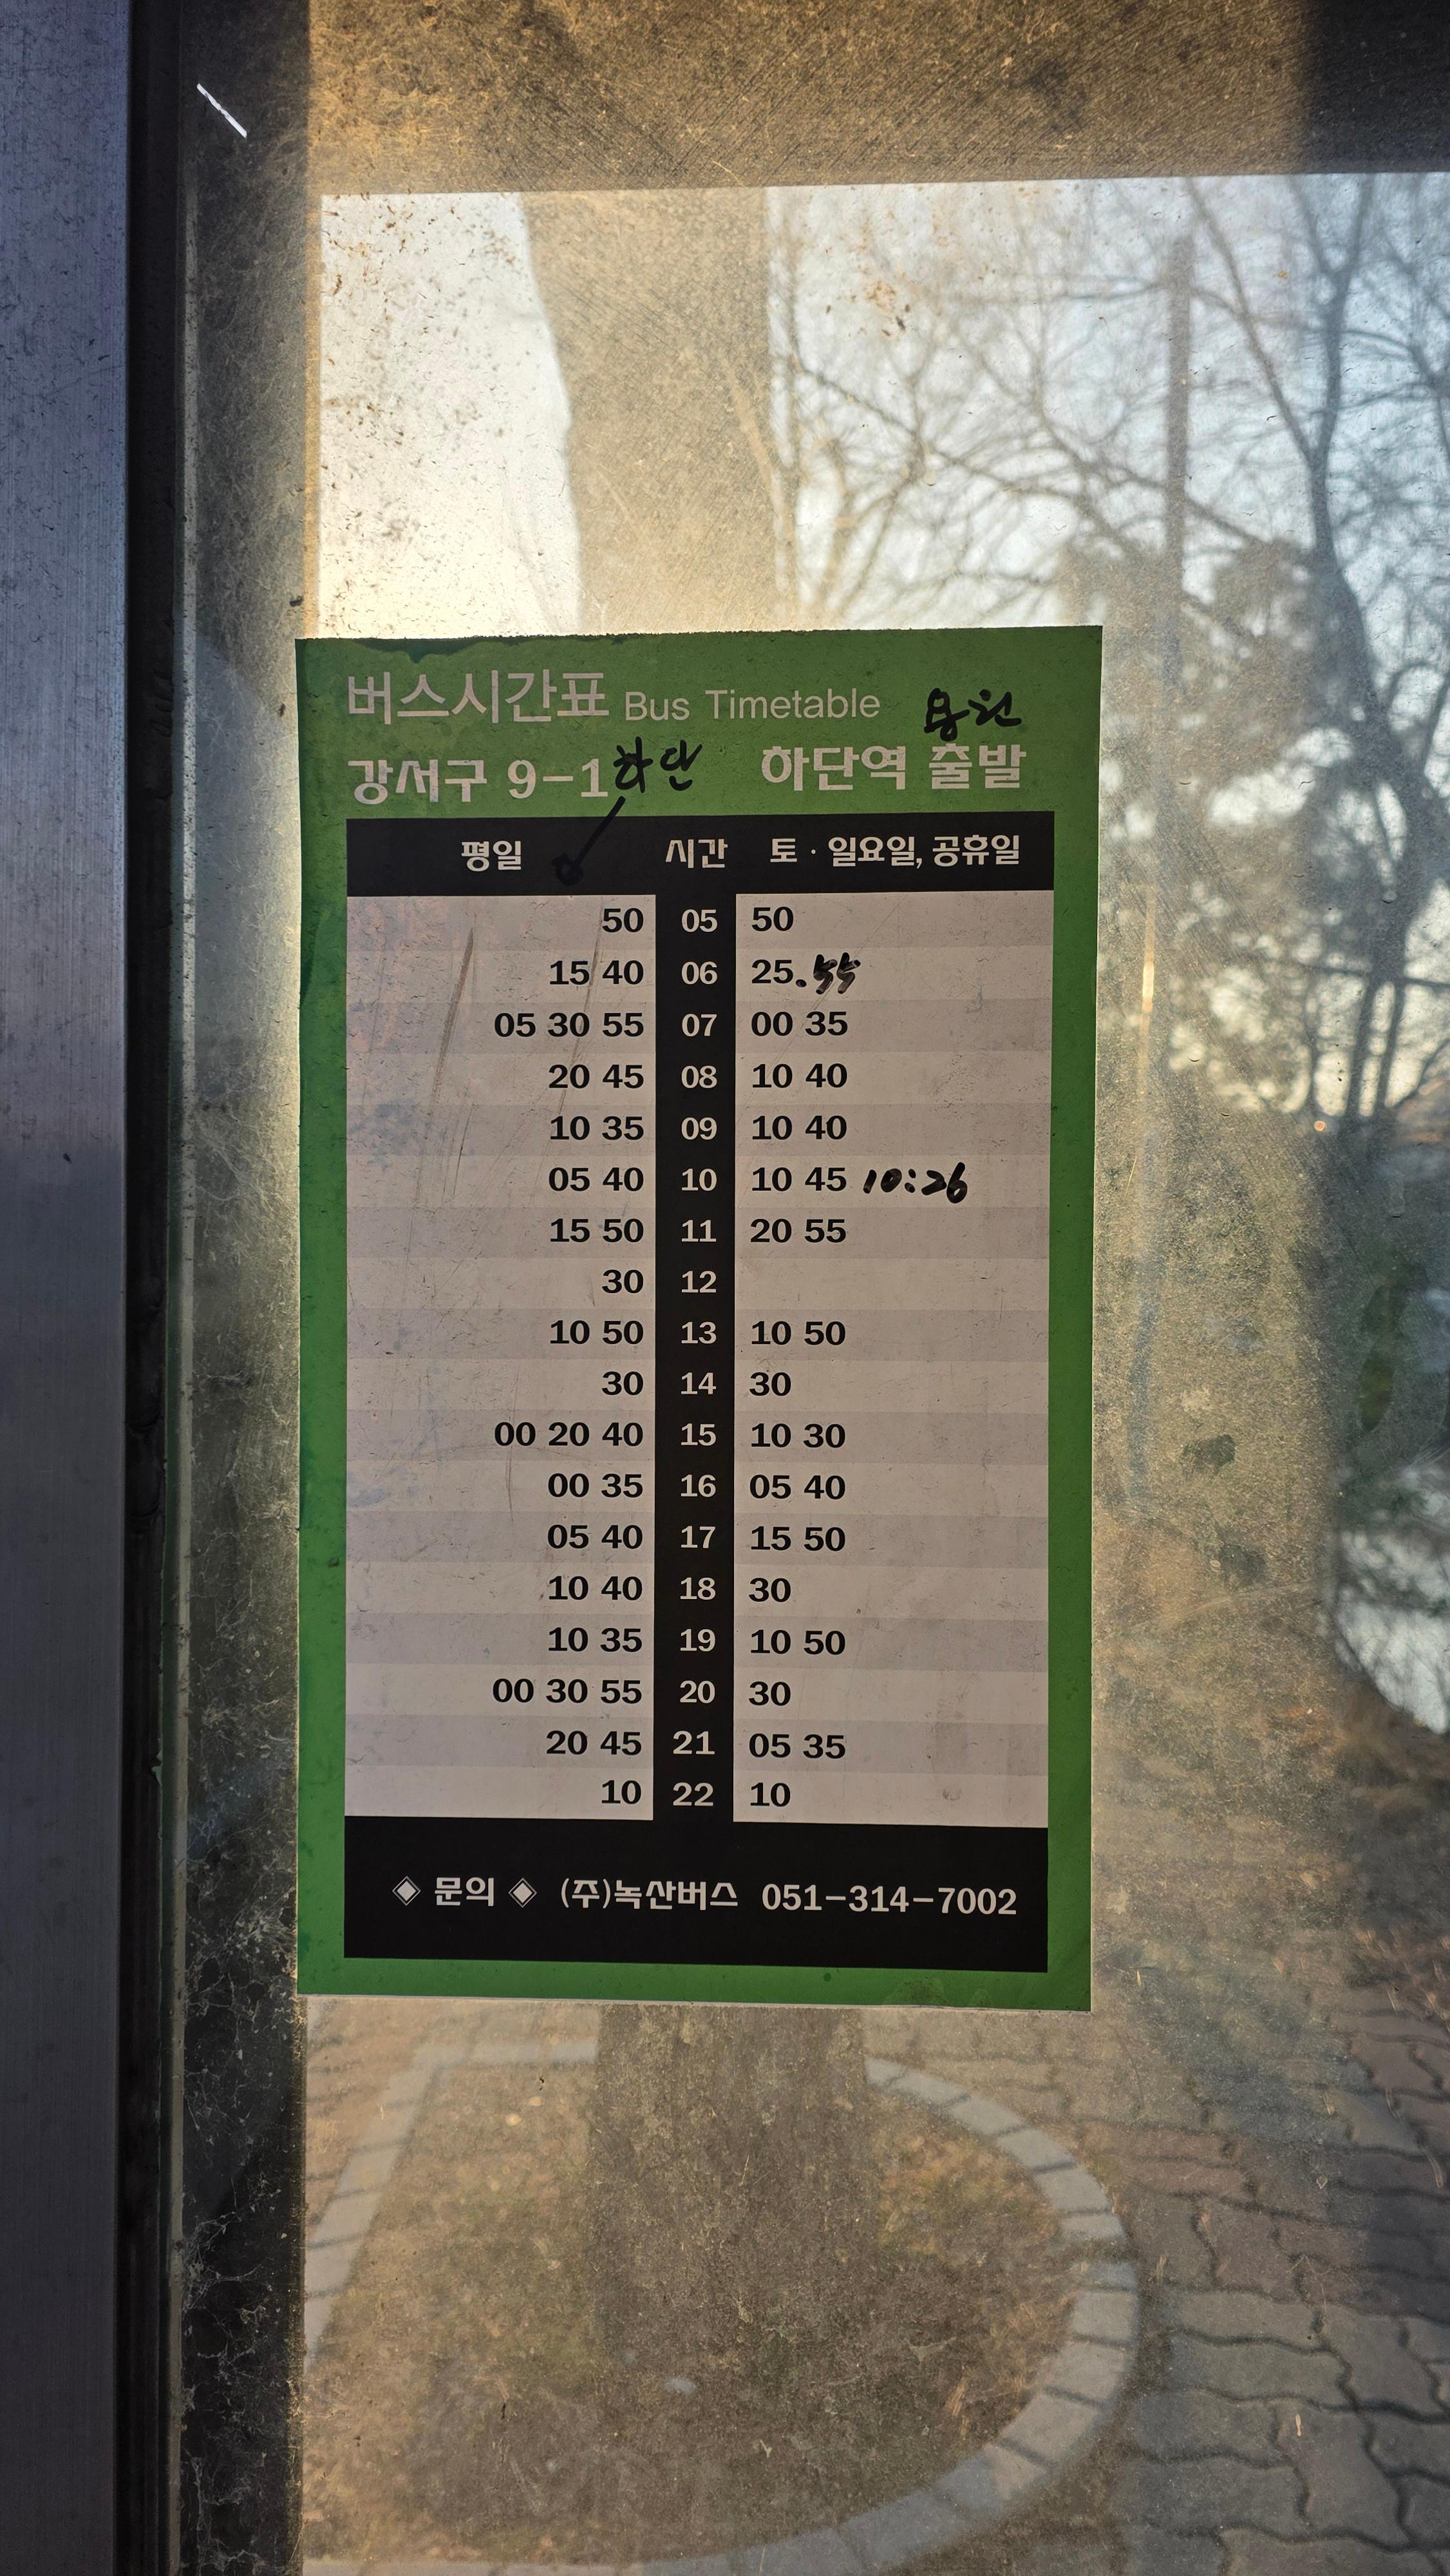 버스시간표 Bus Timetable 용원
강서구 9-1 하단 하단역 출발
평일 시간 토·일요일, 공휴일
50 05 50
15 40 06 25.55
05 30 55 07 00 35
20 45 08 10 40
10 35 09 10 40
05 40 10 10 45 10:26
15 50 11 20 55
30 12
10 50 13 10 50
30 14 30
00 20 40 15 10 30
00 35 16 05 40
05 40 17 15 50
10 40 18 30
10 35 19 10 50
00 30 55 20 30
20 45 21 05 35
10 22 10
◈ 문의 ◈ (주)녹산버스 051-314-7002